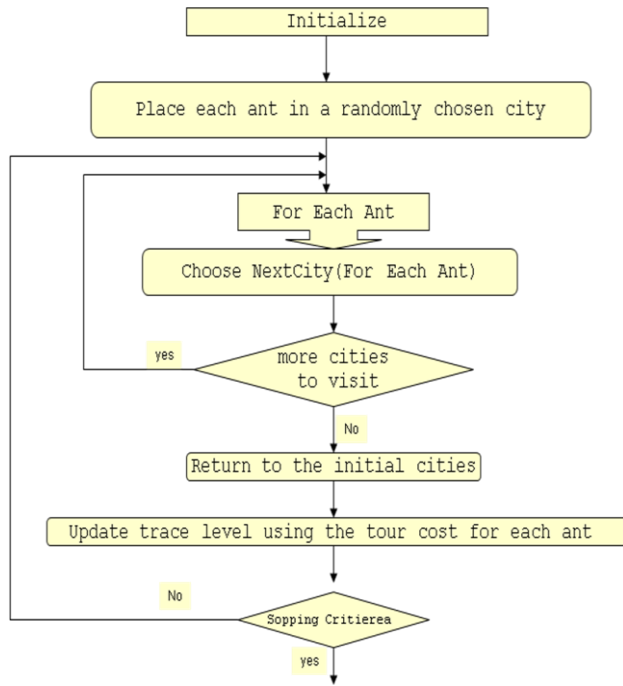 Initialize
Place each ant in a randomly chosen city
For Each Ant
Choose NextCity(For Each Ant)
yes
more cities
to visit
No
Return to the initial cities
Update trace level using the tour cost for each ant
No
Sopping Critierea
yes